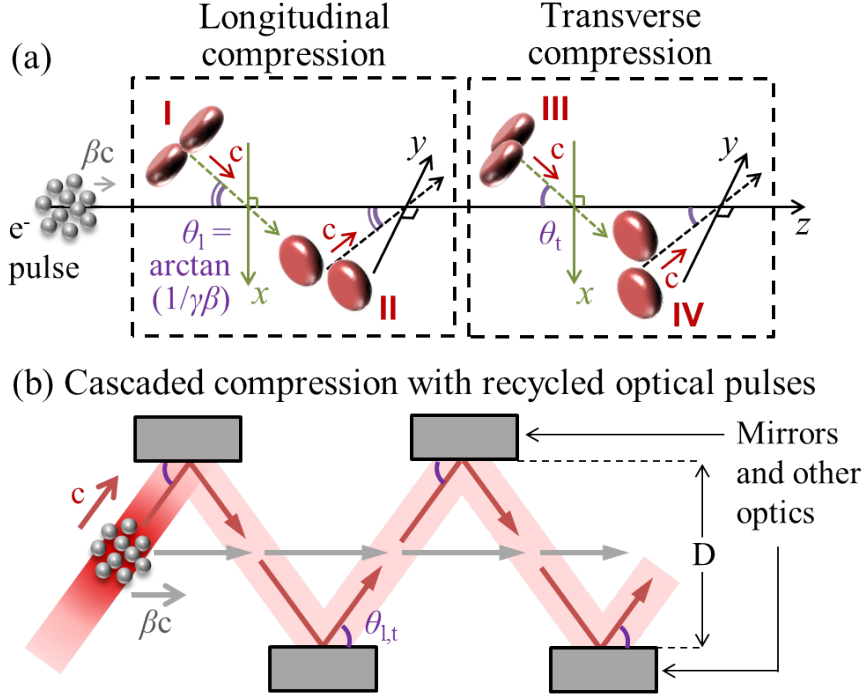 Longitudinal compression
Transverse compression
(a)
I
III
βc
c
c
y
y
e⁻ pulse
θₗ = arctan (1/γβ)
c
θₜ
c
z
x
II
x
IV
(b) Cascaded compression with recycled optical pulses
c
Mirrors and other optics
D
βc
θₗ,ₜ